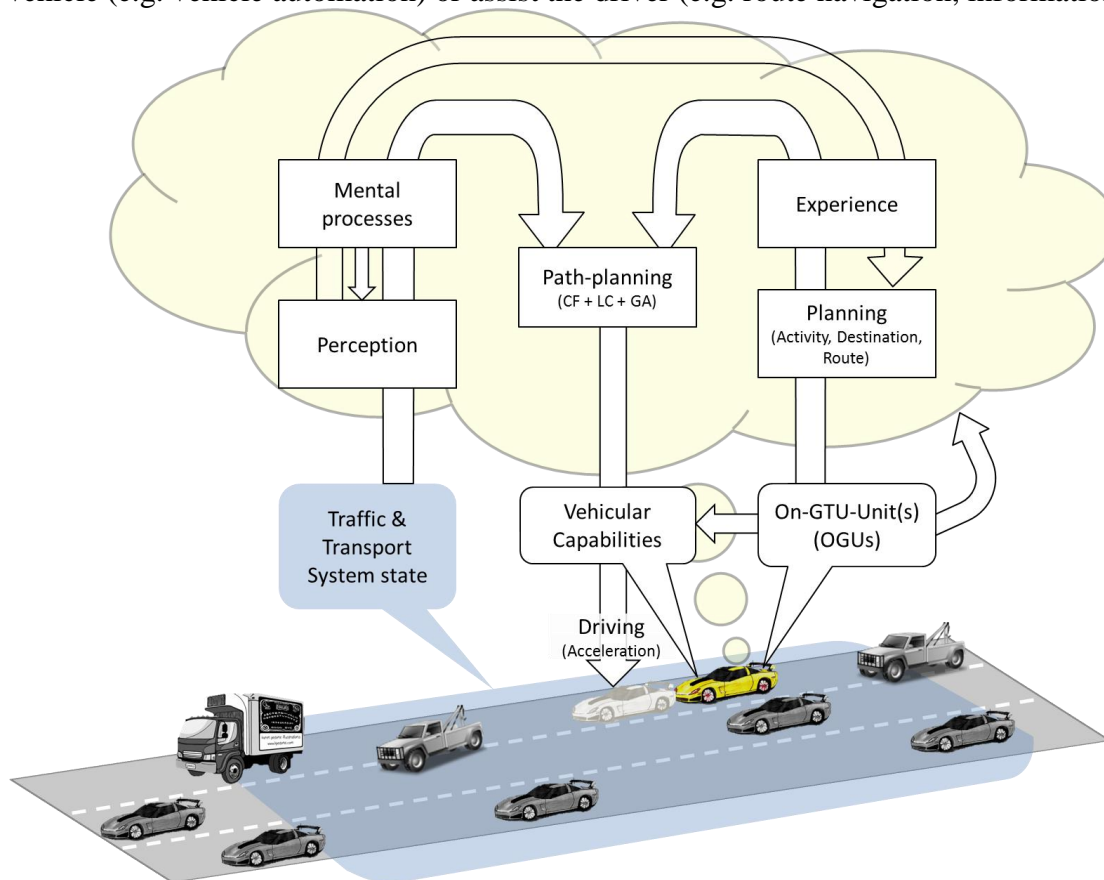 vehicle (e.g. vehicle automation) or assist the driver (e.g. route navigation, information
Mental
processes
Experience
Path-planning
(CF + LC + GA)
Perception
Planning
(Activity, Destination,
Route)
Traffic &
Transport
System state
Vehicular
Capabilities
On-GTU-Unit(s)
(OGUs)
Driving
(Acceleration)